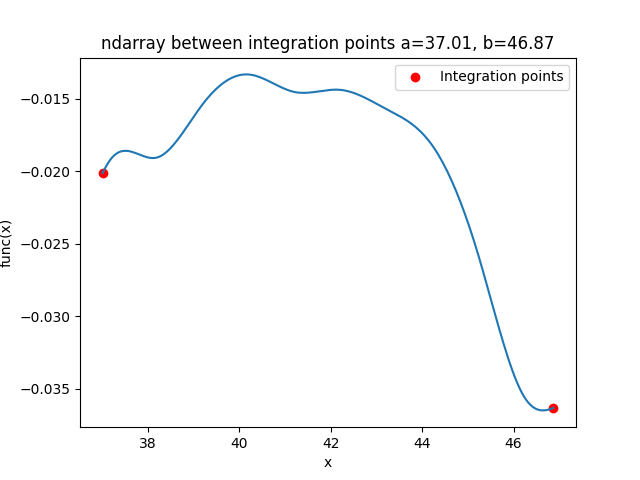 ndarray between integration points a=37.01, b=46.87
Integration points
−0.015
−0.020
−0.025
−0.030
−0.035
func(x)
38
40
42
44
46
x